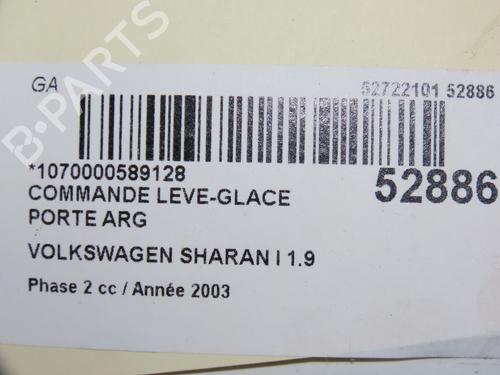 GA
52722101 52886
*1070000589128
52886
COMMANDE LEVE-GLACE
PORTE ARG
VOLKSWAGEN SHARAN I 1.9
Phase 2 cc / Année 2003
B-PARTS